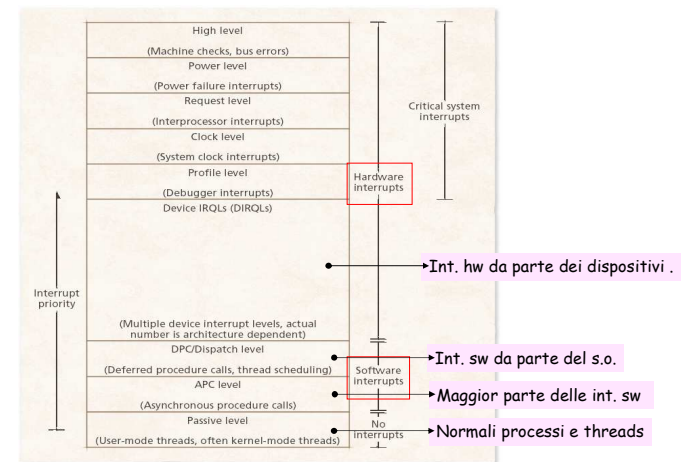 High level
(Machine checks, bus errors)
Power level
(Power failure interrupts)
Request level
(Interprocessor interrupts)
Clock level
(System clock interrupts)
Profile level
(Debugger interrupts)
Device IRQLs (DIRQLs)
(Multiple device interrupt levels, actual
number is architecture dependent)
DPC/Dispatch level
(Deferred procedure calls, thread scheduling)
APC level
(Asynchronous procedure calls)
Passive level
(User-mode threads, often kernel-mode threads)
Interrupt
priority
Hardware
interrupts
Software
interrupts
No
interrupts
Critical system
interrupts
Int. hw da parte dei dispositivi .
Int. sw da parte del s.o.
Maggior parte delle int. sw
Normali processi e threads